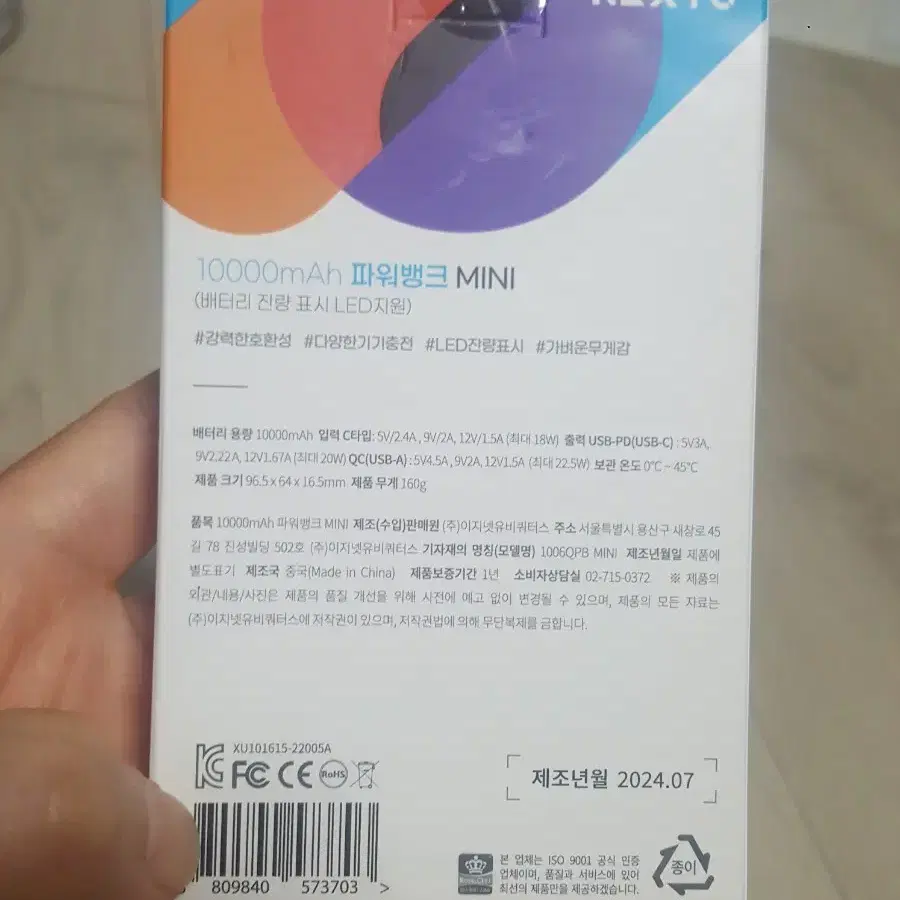 10000mAh 파워뱅크 MINI
(배터리 잔량 표시 LED지원)
#강력한호환성 #다양한기기충전 #LED잔량표시 #가벼운무게감
배터리 용량 10000mAh 입력 C타입: 5V/2.4A , 9V/2A, 12V/1.5A (최대 18W) 출력 USB-PD(USB-C) : 5V3A,
9V2.22A, 12V1.67A (최대 20W) QC(USB-A) : 5V4.5A , 9V2A, 12V1.5A (최대 22.5W) 보관 온도 0℃ ~ 45℃
제품 크기 96.5 x 64 x 16.5mm 제품 무게 160g
품목 10000mAh 파워뱅크 MINI 제조(수입)판매원 (주)이지넷유비쿼터스 주소 서울특별시 용산구 새창로 45
길 78 진성빌딩 502호 (주)이지넷유비쿼터스 기자재의 명칭(모델명) 1006QPB MINI 제조년월일 제품에
별도표기 제조국 중국(Made in China) 제품보증기간 1년 소비자상담실 02-715-0372 ※ 제품의
외관/내용/사진은 제품의 품질 개선을 위해 사전에 예고 없이 변경될 수 있으며, 제품의 모든 자료는
(주)이지넷유비쿼터스에 저작권이 있으며, 저작권법에 의해 무단복제를 금합니다.
XU101615-22005A
FC CE RoHS
제조년월 2024.07
809840 573703 >
본 업체는 ISO 9001 공식 인증
업체이며, 품질과 서비스에 있어
최선의 제품만을 제공하겠습니다.
종이